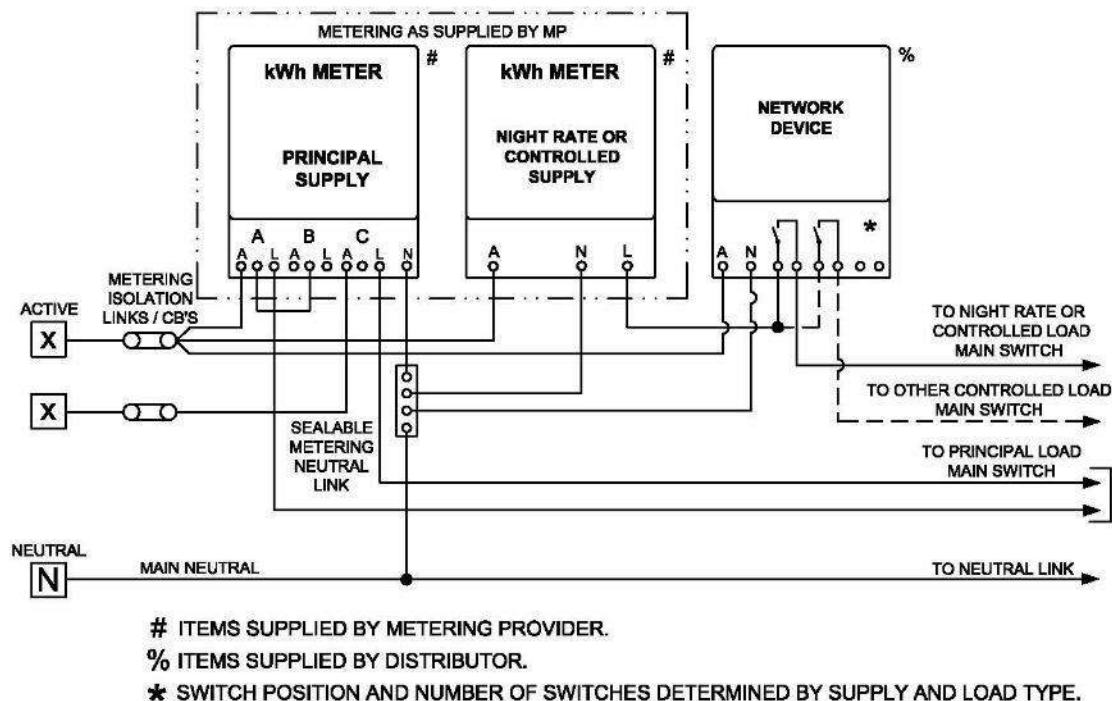 METERING AS SUPPLIED BY MP
kWh METER
#
PRINCIPAL
SUPPLY
A B C
A L A L A L N
kWh METER
#
NIGHT RATE OR
CONTROLLED
SUPPLY
A N L
%
NETWORK
DEVICE
*
A N
METERING
ISOLATION
LINKS / CB'S
ACTIVE
X
X
SEALABLE
METERING
NEUTRAL
LINK
TO NIGHT RATE OR
CONTROLLED LOAD
MAIN SWITCH
TO OTHER CONTROLLED LOAD
MAIN SWITCH
TO PRINCIPAL LOAD
MAIN SWITCH
NEUTRAL
N
MAIN NEUTRAL
TO NEUTRAL LINK
# ITEMS SUPPLIED BY METERING PROVIDER.
% ITEMS SUPPLIED BY DISTRIBUTOR.
* SWITCH POSITION AND NUMBER OF SWITCHES DETERMINED BY SUPPLY AND LOAD TYPE.